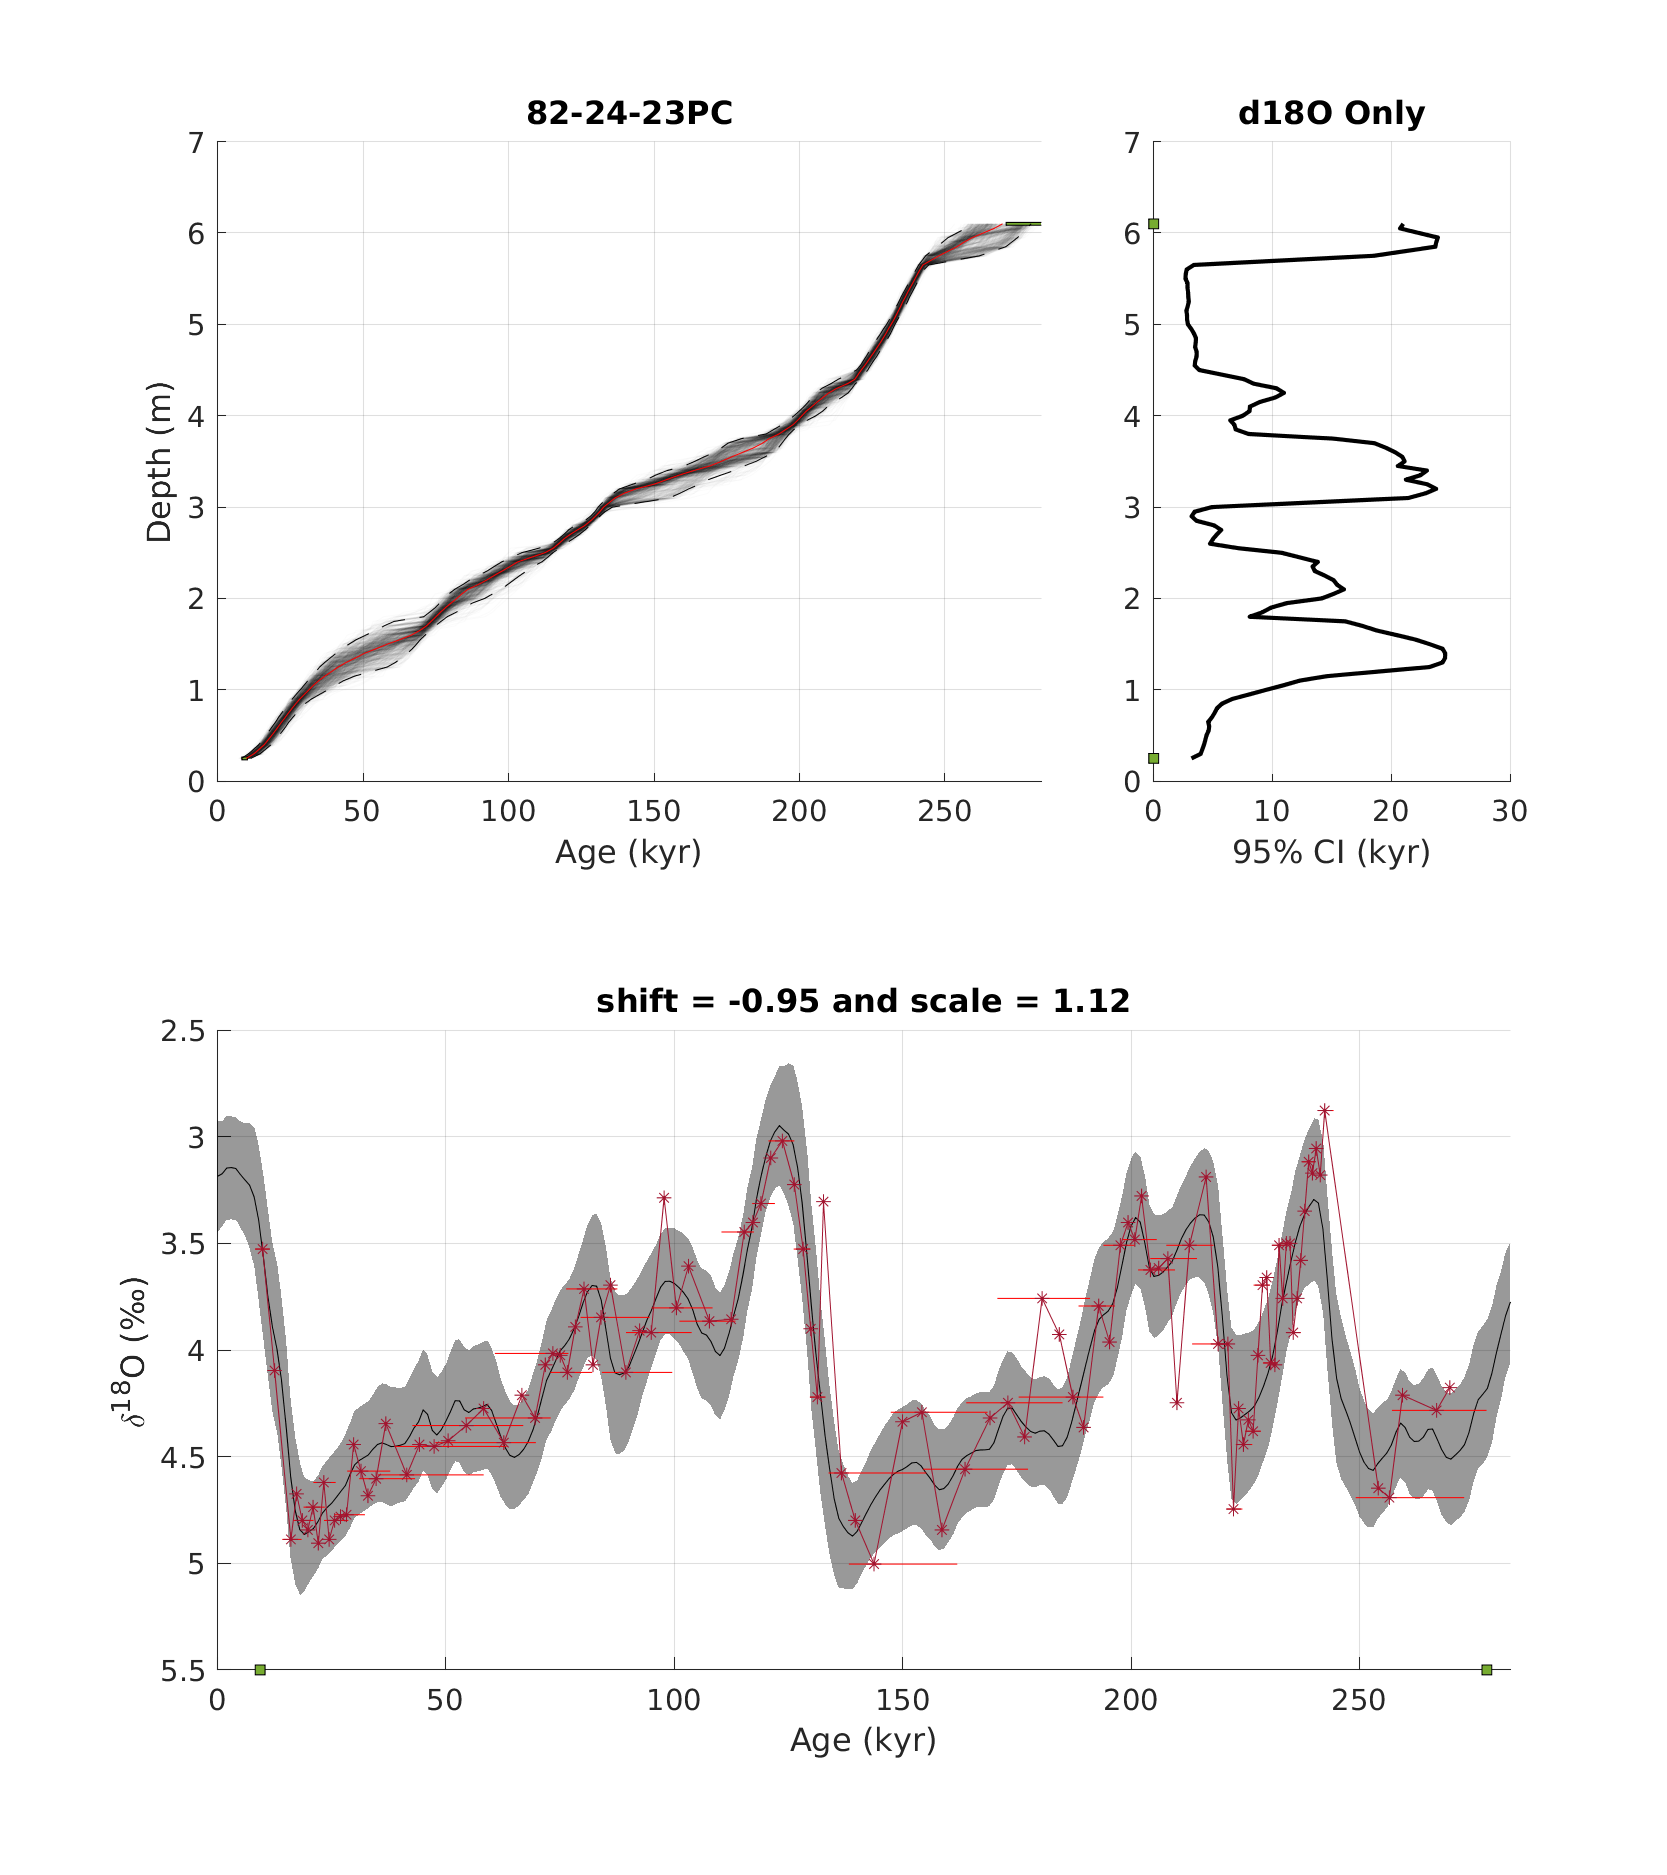 82-24-23PC
7
6
5
4
3
2
1
0
Depth (m)
0 50 100 150 200 250
Age (kyr)
d18O Only
7
6
5
4
3
2
1
0
0 10 20 30
95% CI (kyr)
shift = -0.95 and scale = 1.12
2.5
3
3.5
4
4.5
5
5.5
δ¹⁸O (‰)
0 50 100 150 200 250
Age (kyr)